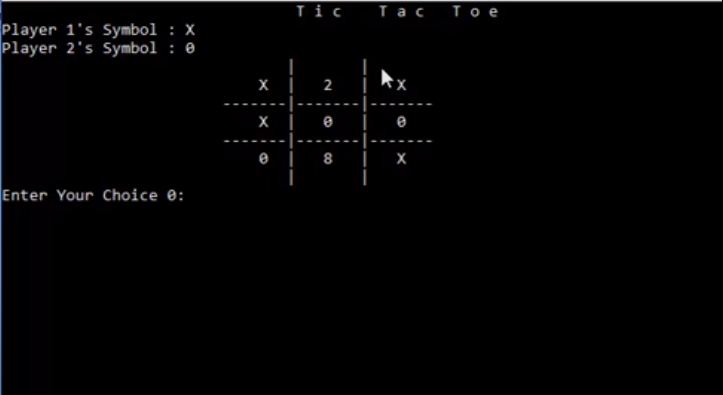 T i c   T a c   T o e
Player 1's Symbol : X
Player 2's Symbol : 0
X | 2 | X
-------|-------|-------
X | 0 | 0
-------|-------|-------
0 | 8 | X
Enter Your Choice 0: